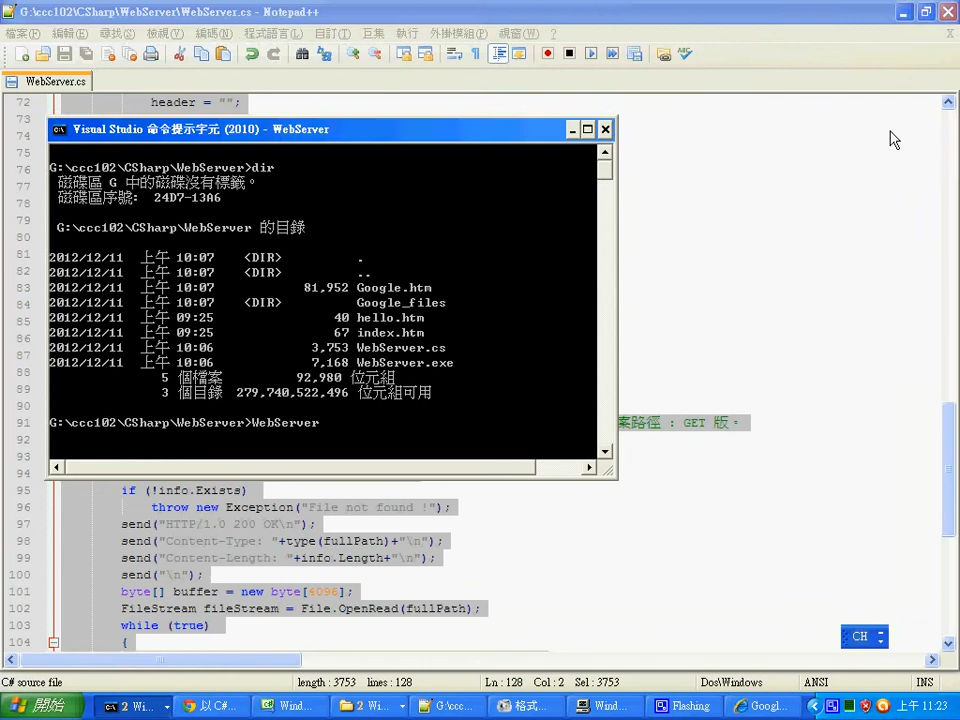 G:\ccc102\CSharp\WebServer\WebServer.cs - Notepad++
檔案(F) 編輯(E) 尋找(S) 檢視(V) 編碼(N) 程式語言(L) 自訂(T) 巨集 執行 外掛模組(P) 視窗(W) ? X
WebServer.cs
72 header = "";
73
74
75
76
77
78
79
80
81
82
83
84
85
86
87
88
89
90
91 案路徑 : GET 版。
92
93
94
95 if (!info.Exists)
96 throw new Exception("File not found !");
97 send("HTTP/1.0 200 OK\n");
98 send("Content-Type: "+type(fullPath)+"\n");
99 send("Content-Length: "+info.Length+"\n");
100 send("\n");
101 byte[] buffer = new byte[4096];
102 FileStream fileStream = File.OpenRead(fullPath);
103 while (true)
104 {
Visual Studio 命令提示字元 (2010) - WebServer
G:\ccc102\CSharp\WebServer>dir
磁碟區 G 中的磁碟沒有標籤。
磁碟區序號: 24D7-13A6
G:\ccc102\CSharp\WebServer 的目錄
2012/12/11 上午 10:07 <DIR> .
2012/12/11 上午 10:07 <DIR> ..
2012/12/11 上午 10:07 81,952 Google.htm
2012/12/11 上午 10:07 <DIR> Google_files
2012/12/11 上午 09:25 40 hello.htm
2012/12/11 上午 09:25 67 index.htm
2012/12/11 上午 10:06 3,753 WebServer.cs
2012/12/11 上午 10:06 7,168 WebServer.exe
5 個檔案 92,980 位元組
3 個目錄 279,740,522,496 位元組可用
G:\ccc102\CSharp\WebServer>WebServer
CH
C# source file length : 3753 lines : 128 Ln : 128 Col : 2 Sel : 3753 Dos\Windows ANSI INS
開始 2 Wi... 以 C#... Wind... 2 Wi... G:\ccc... 格式... Wind... Flashing Googl... 上午 11:23